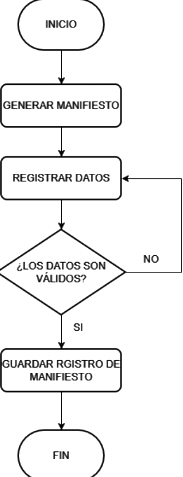 INICIO
GENERAR MANIFIESTO
REGISTRAR DATOS
¿LOS DATOS SON
VÁLIDOS?
NO
SI
GUARDAR RGISTRO DE
MANIFIESTO
FIN